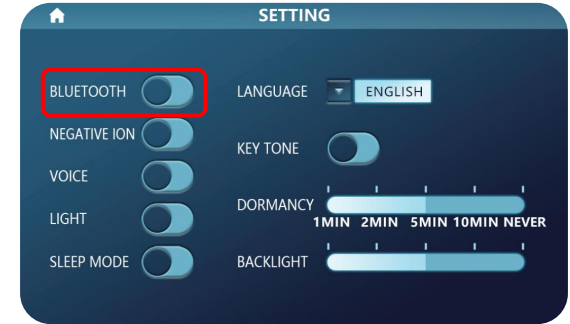 SETTING
BLUETOOTH
NEGATIVE ION
VOICE
LIGHT
SLEEP MODE
LANGUAGE ENGLISH
KEY TONE
DORMANCY
1MIN 2MIN 5MIN 10MIN NEVER
BACKLIGHT